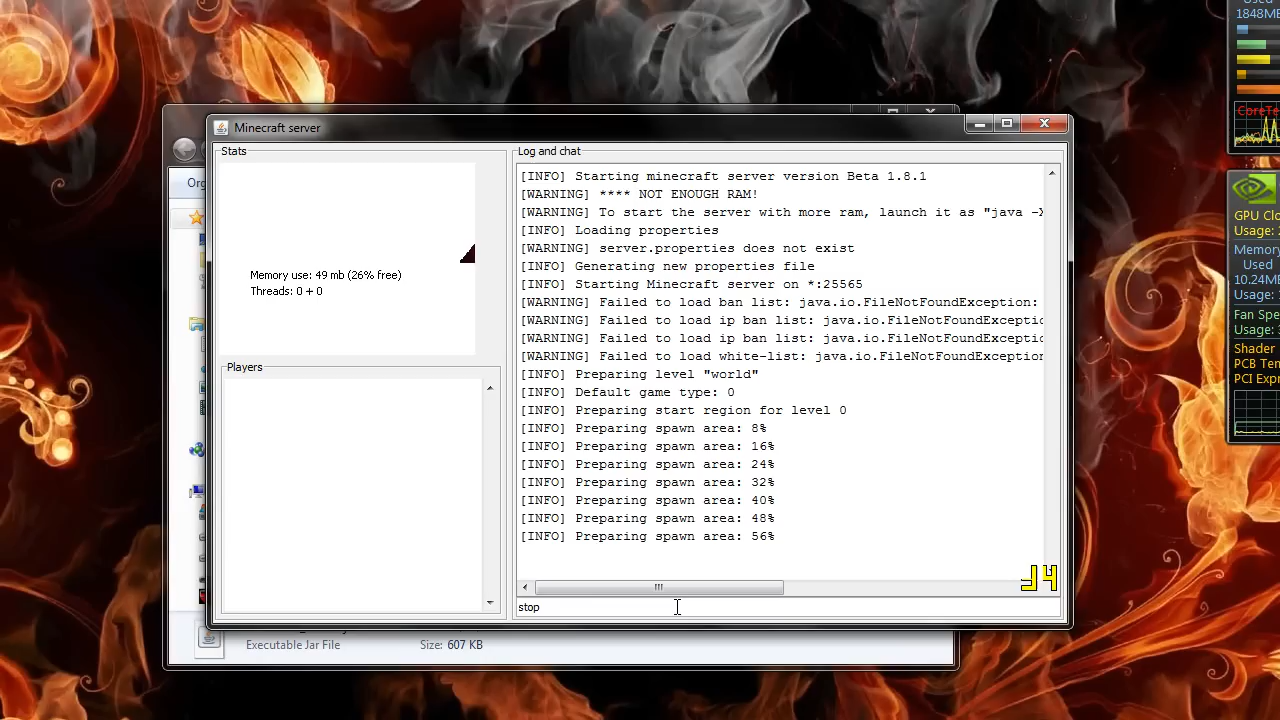 1848M
CoreTe
Minecraft server
Stats
Memory use: 49 mb (26% free)
Threads: 0 + 0
Players
Log and chat
[INFO] Starting minecraft server version Beta 1.8.1
[WARNING] **** NOT ENOUGH RAM!
[WARNING] To start the server with more ram, launch it as "java -X
[INFO] Loading properties
[WARNING] server.properties does not exist
[INFO] Generating new properties file
[INFO] Starting Minecraft server on *:25565
[WARNING] Failed to load ban list: java.io.FileNotFoundException:
[WARNING] Failed to load ip ban list: java.io.FileNotFoundExceptio
[WARNING] Failed to load ip ban list: java.io.FileNotFoundExceptio
[WARNING] Failed to load white-list: java.io.FileNotFoundException
[INFO] Preparing level "world"
[INFO] Default game type: 0
[INFO] Preparing start region for level 0
[INFO] Preparing spawn area: 8%
[INFO] Preparing spawn area: 16%
[INFO] Preparing spawn area: 24%
[INFO] Preparing spawn area: 32%
[INFO] Preparing spawn area: 40%
[INFO] Preparing spawn area: 48%
[INFO] Preparing spawn area: 56%
34
stop
Org
Executable Jar File
Size: 607 KB
GPU Clo
Usage:
Memory
Used
10.24M
Usage:
Fan Spe
Usage:
Shader
PCB Tem
PCI Expr